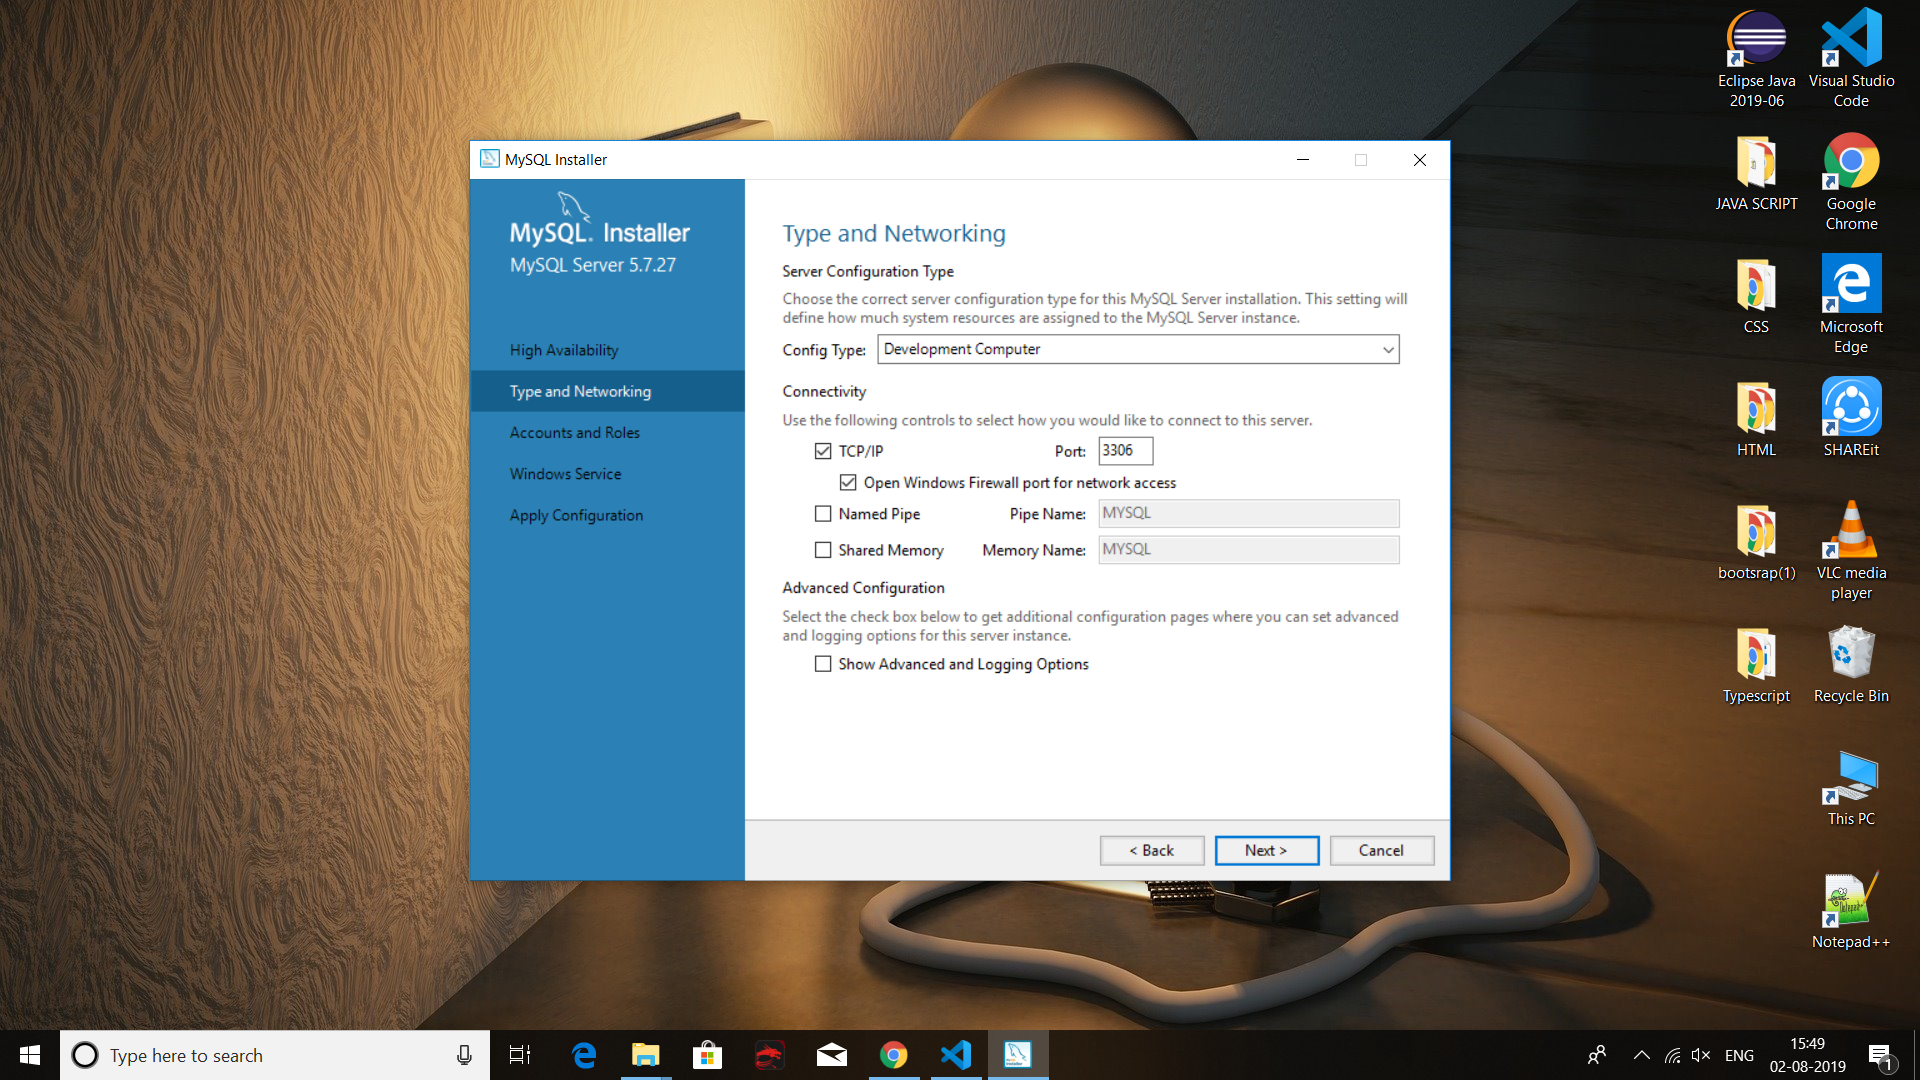 MySQL Installer
MySQL. Installer
MySQL Server 5.7.27
High Availability
Type and Networking
Accounts and Roles
Windows Service
Apply Configuration
Type and Networking
Server Configuration Type
Choose the correct server configuration type for this MySQL Server installation. This setting will
define how much system resources are assigned to the MySQL Server instance.
Config Type: Development Computer
Connectivity
Use the following controls to select how you would like to connect to this server.
TCP/IP Port: 3306
Open Windows Firewall port for network access
Named Pipe Pipe Name: MYSQL
Shared Memory Memory Name: MYSQL
Advanced Configuration
Select the check box below to get additional configuration pages where you can set advanced
and logging options for this server instance.
Show Advanced and Logging Options
< Back Next > Cancel
Eclipse Java
2019-06
Visual Studio
Code
JAVA SCRIPT
Google
Chrome
CSS
Microsoft
Edge
HTML
SHAREit
bootsrap(1)
VLC media
player
Typescript
Recycle Bin
This PC
Notepad++
Type here to search
ENG
15:49
02-08-2019
1